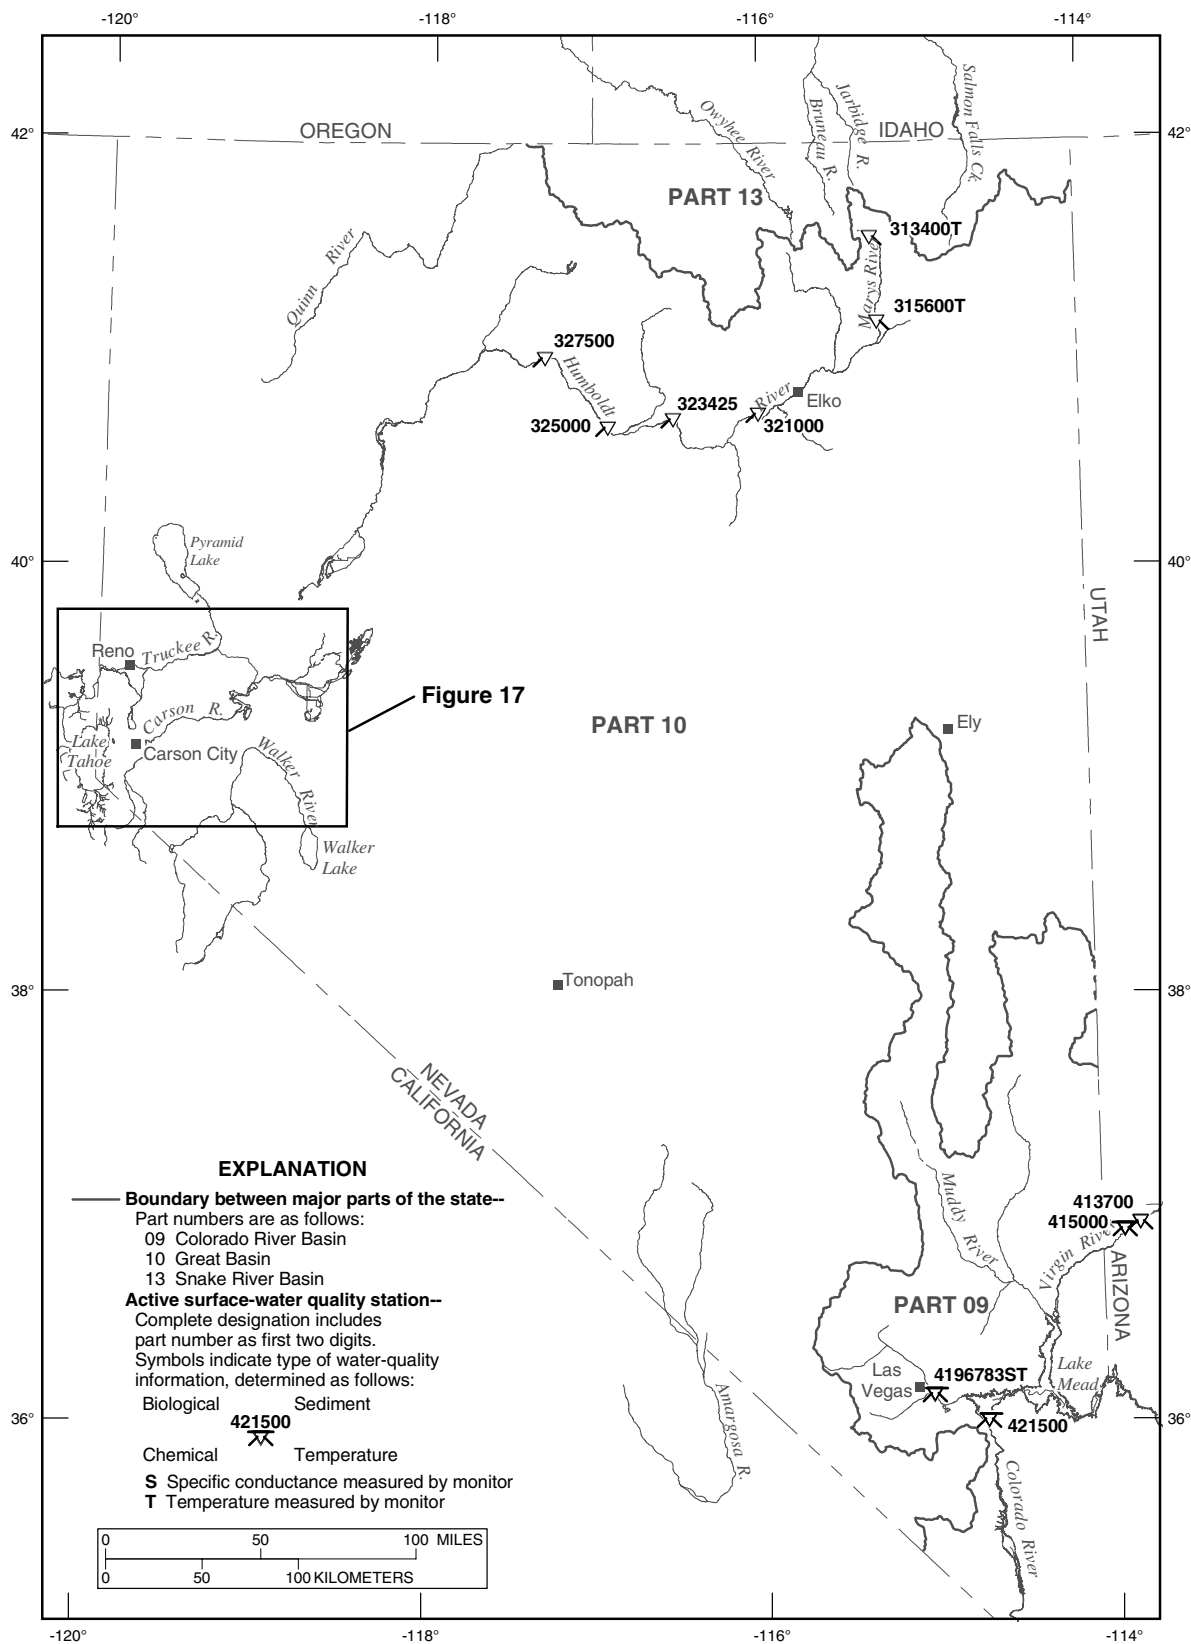 -120°
-118°
-116°
-114°
42°
42°
OREGON
IDAHO
Owyhee River
Bruneau R.
Jarbidge R.
Salmon Falls Ck.
PART 13
313400T
Quinn River
Marys River
315600T
327500
Humboldt
River
323425
Elko
325000
321000
40°
40°
Pyramid
Lake
UTAH
Reno
Truckee R.
Figure 17
Carson R.
PART 10
Ely
Lake
Tahoe
Carson City
Walker River
Walker
Lake
38°
38°
Tonopah
NEVADA
CALIFORNIA
Muddy River
413700
415000
Virgin River
ARIZONA
PART 09
Las
Vegas
4196783ST
Lake
Mead
36°
36°
421500
Amargosa R.
Colorado River
EXPLANATION
Boundary between major parts of the state--
Part numbers are as follows:
09 Colorado River Basin
10 Great Basin
13 Snake River Basin
Active surface-water quality station--
Complete designation includes
part number as first two digits.
Symbols indicate type of water-quality
information, determined as follows:
Biological Sediment
421500
Chemical Temperature
S Specific conductance measured by monitor
T Temperature measured by monitor
0 50 100 MILES
0 50 100 KILOMETERS
-120°
-118°
-116°
-114°